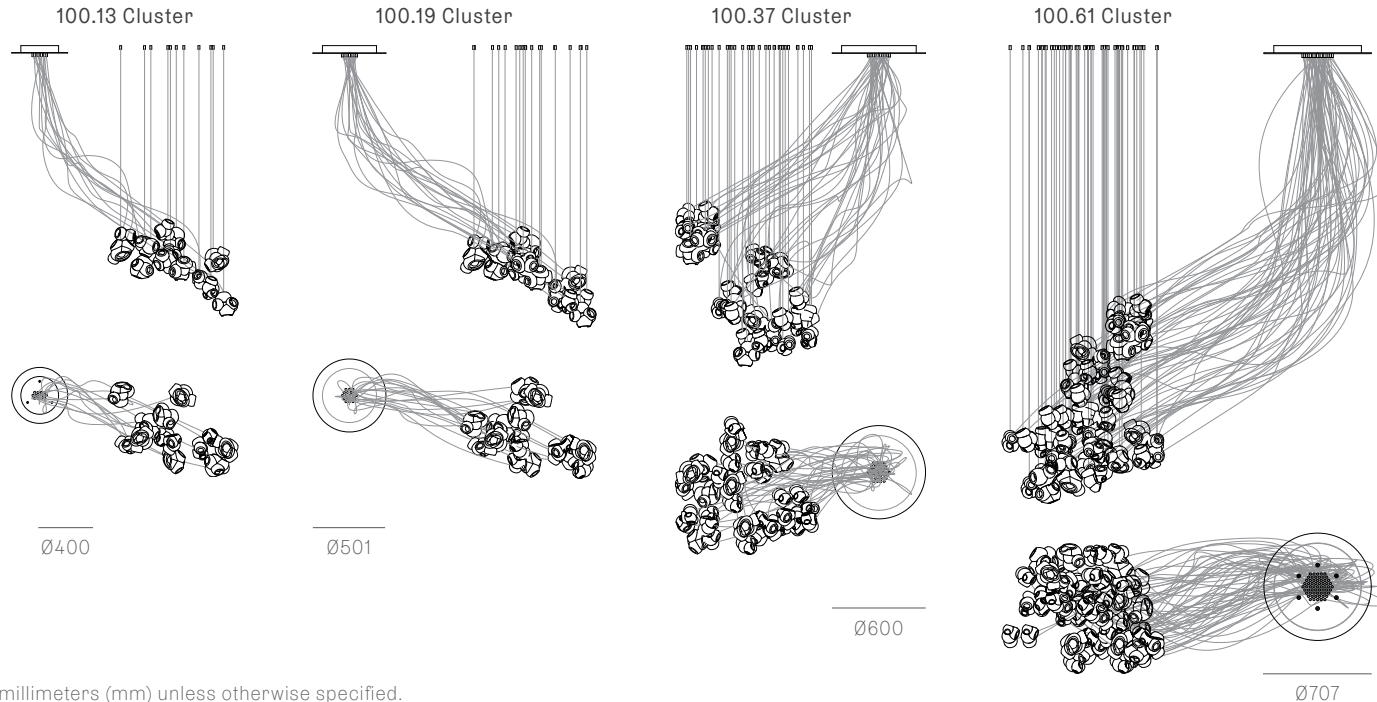 100.13 Cluster
100.19 Cluster
100.37 Cluster
100.61 Cluster
Ø400
Ø501
Ø600
Ø707
millimeters (mm) unless otherwise specified.